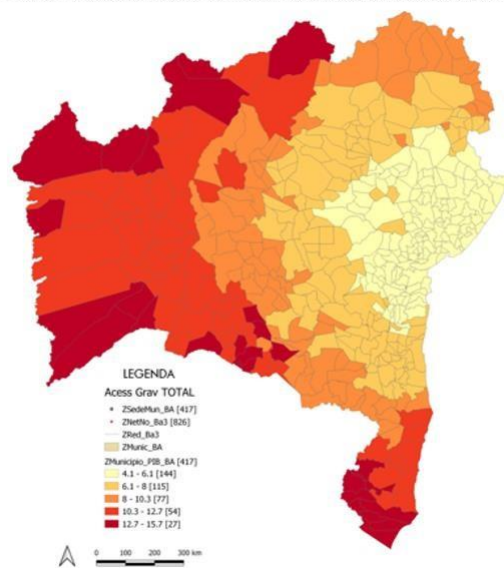 LEGENDA
Acess Grav TOTAL
ZSedeMun_BA [417]
ZNetNo_Ba3 [826]
ZRed_Ba3
ZMunic_BA
ZMunicipio_PIB_BA [417]
4.1 - 6.1 [144]
6.1 - 8 [115]
8 - 10.3 [77]
10.3 - 12.7 [54]
12.7 - 15.7 [27]
0 100 200 300 km